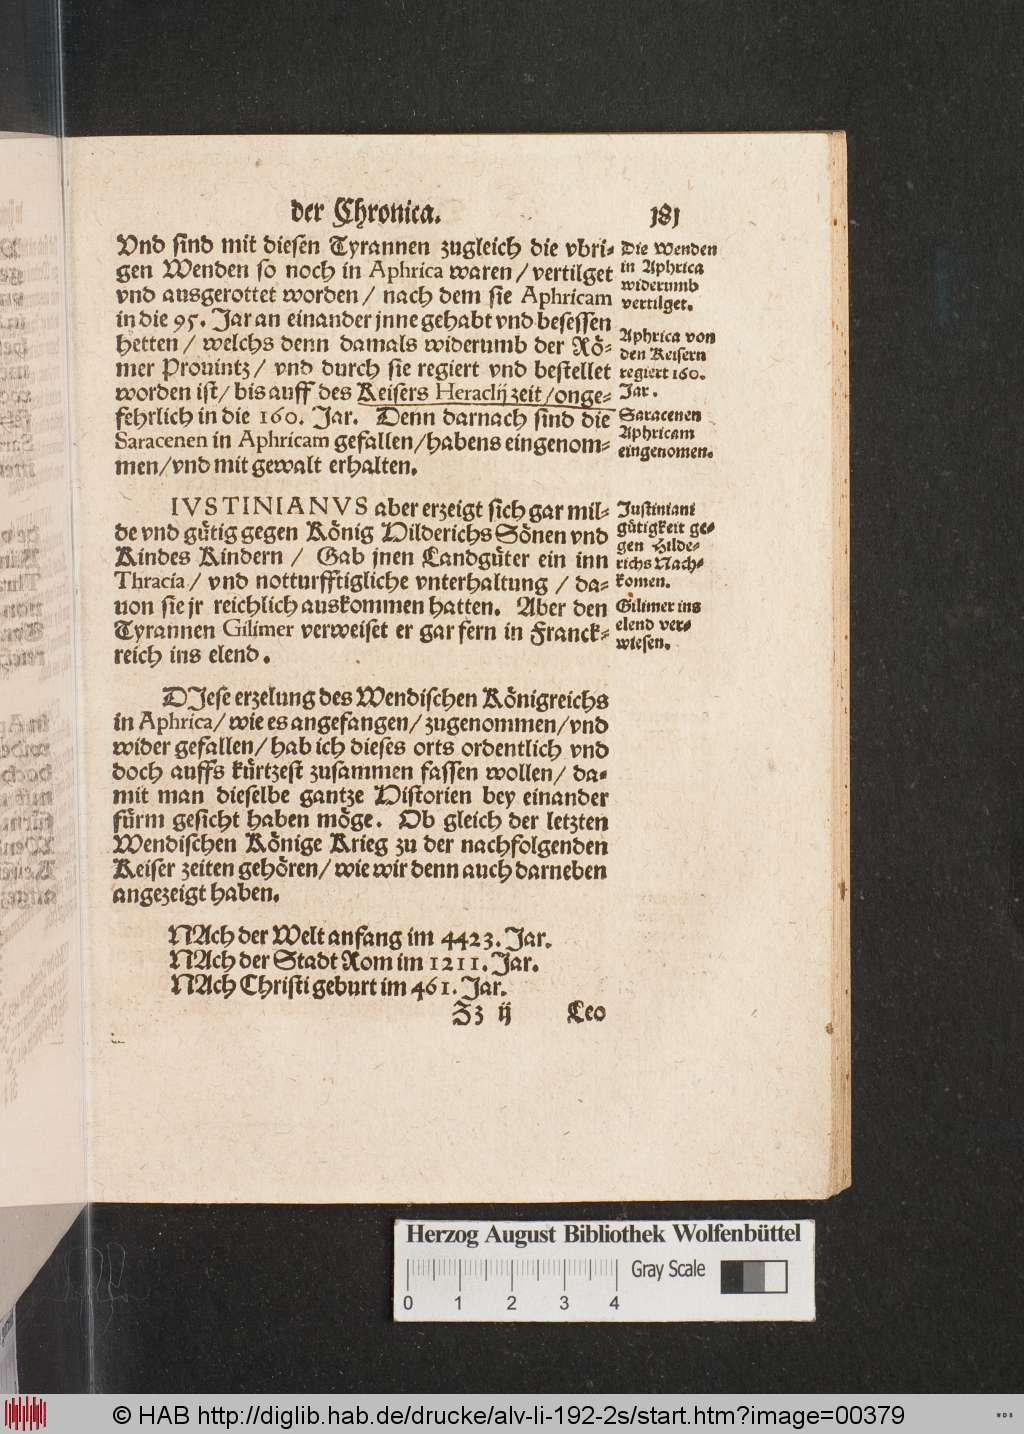 der Chronica. 181
Vnd sind mit diesen Tyrannen zugleich die vbri-
gen Wenden so noch in Aphrica waren/ vertilget
vnd ausgerottet worden/ nach dem sie Aphricam
in die 95. Jar an einander jnne gehabt vnd besessen
hetten/ welchs denn damals widerumb der Rö-
mer Prouintz/ vnd durch sie regiert vnd bestellet
worden ist/ bis auff des Keisers Heraclij zeit/ onge-
fehrlich in die 160. Jar. Denn darnach sind die
Saracenen in Aphricam gefallen/ habens eingenom-
men/ vnd mit gewalt erhalten.
Die Wenden
in Aphrica
widerumb
vertilget.
Aphrica von
den Keisern
regiert 160.
Jar.
Saracenen
Aphricam
eingenomen.
IVSTINIANVS aber erzeigt sich gar mil-
de vnd gütig gegen König Hilderichs Sönen vnd
Kindes Kindern/ Gab jnen Landgüter ein inn
Thracia/ vnd notturfftigliche vnterhaltung/ da-
uon sie jr reichlich auskommen hatten. Aber den
Tyrannen Gilimer verweiset er gar fern in Franck-
reich ins elend.
Justiniani
gütigkeit ge-
gen Hilde-
richs Nach-
komen.
Gilimer ins
elend ver-
wiesen.
DJese erzelung des Wendischen Königreichs
in Aphrica/ wie es angefangen/ zugenommen/ vnd
wider gefallen/ hab ich dieses orts ordentlich vnd
doch auffs kürtzest zusammen fassen wollen/ da-
mit man dieselbe gantze Historien bey einander
fürm gesicht haben möge. Ob gleich der letzten
Wendischen Könige Krieg zu der nachfolgenden
Keiser zeiten gehören/ wie wir denn auch darneben
angezeigt haben.
NAch der Welt anfang im 4423. Jar.
NAch der Stadt Rom im 1211. Jar.
NAch Christi geburt im 461. Jar.
Zz ij Leo
Herzog August Bibliothek Wolfenbüttel
Gray Scale
0 1 2 3 4
© HAB http://diglib.hab.de/drucke/alv-li-192-2s/start.htm?image=00379